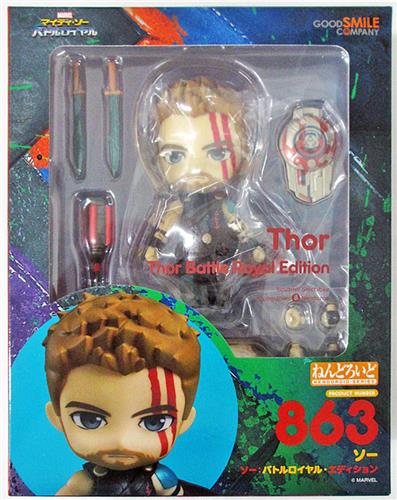 MARVEL
マイティ・ソー
バトルロイヤル
GOOD SMILE
COMPANY
Thor
Thor Battle Royal Edition
ねんどろいど
NENDOROID SERIES
PRODUCT NUMBER
863
ソー
ソー:バトルロイヤル・エディション
© MARVEL